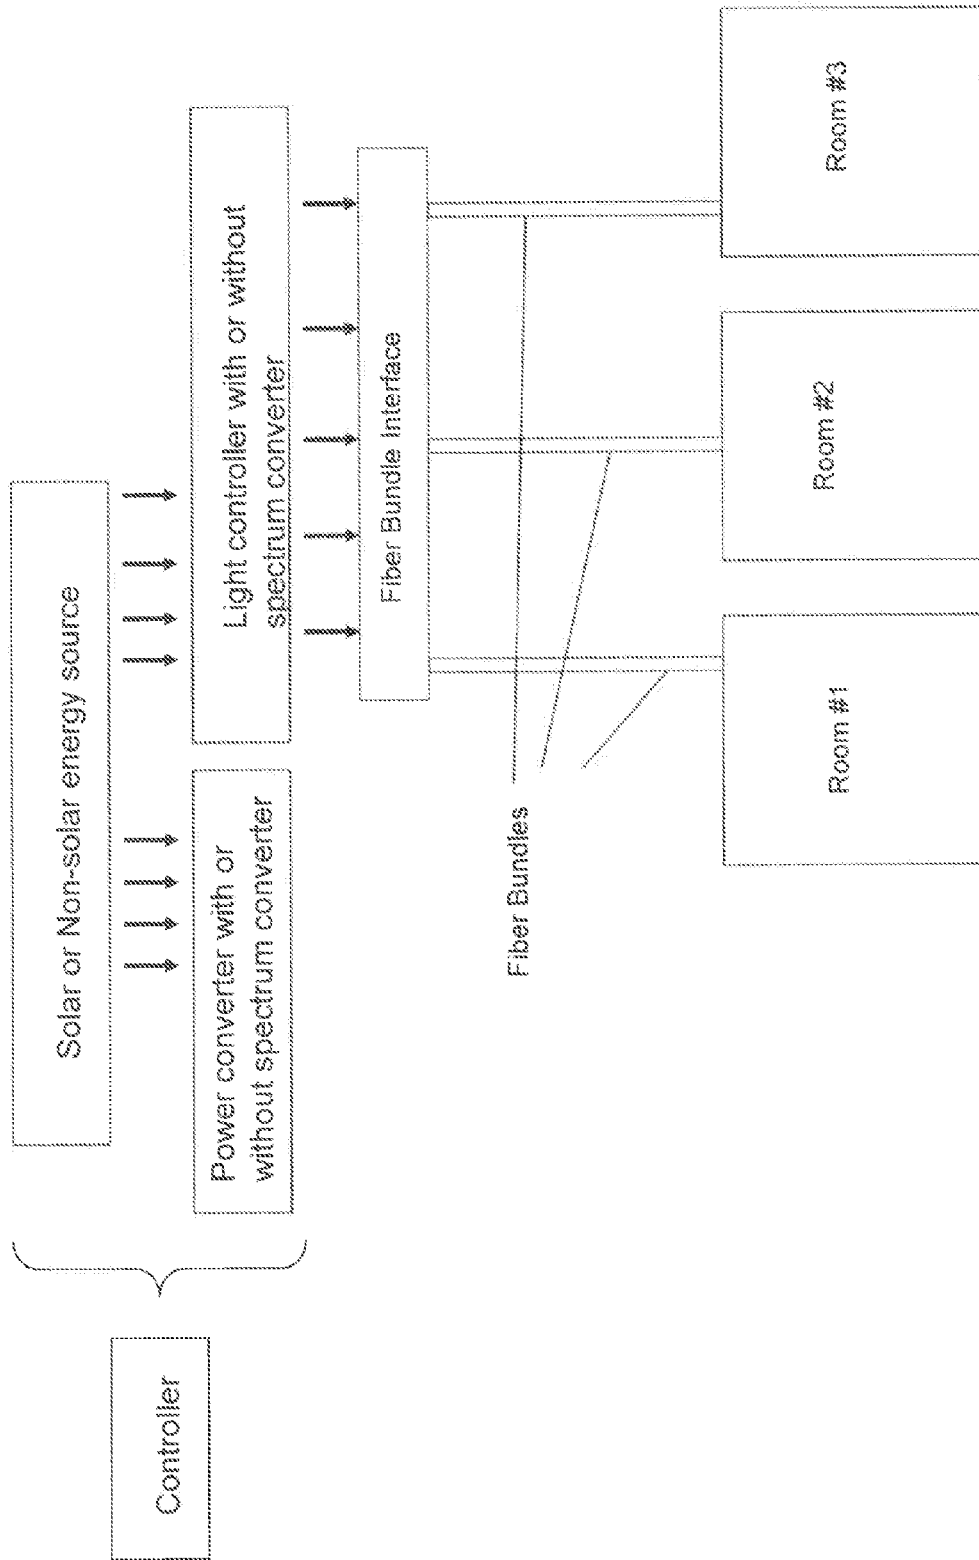 Controller
Solar or Non-solar energy source
Power converter with or
without spectrum converter
Light controller with or without
spectrum converter
Fiber Bundle Interface
Fiber Bundles
Room #1
Room #2
Room #3